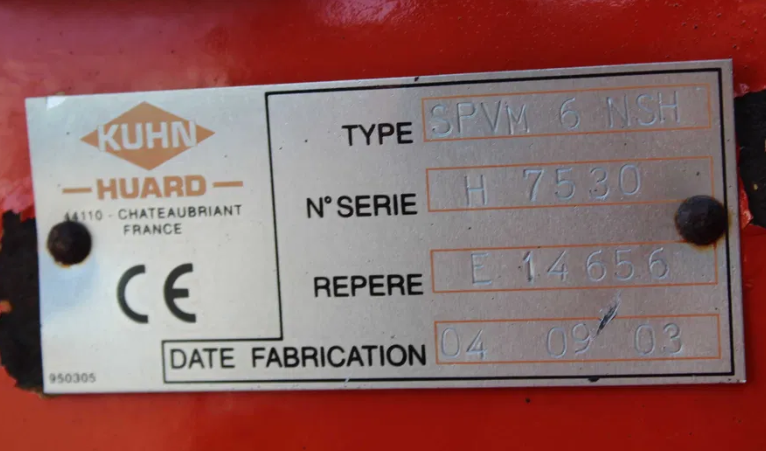 KUHN
HUARD
44110 - CHATEAUBRIANT
FRANCE
CE
950305
TYPE SPVM 6 NSH
N° SERIE H 7530
REPERE E 14656
DATE FABRICATION 04 09 03